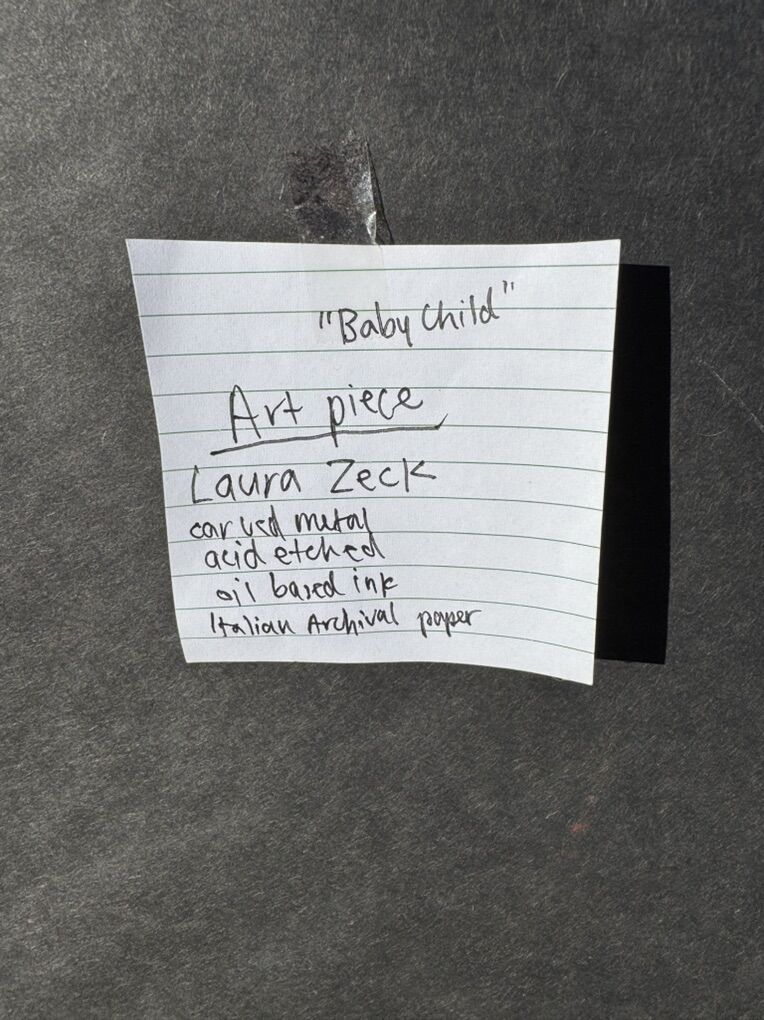 "Baby Child"
Art piece
Laura Zeck
carved metal
acid etched
oil based ink
Italian Archival paper